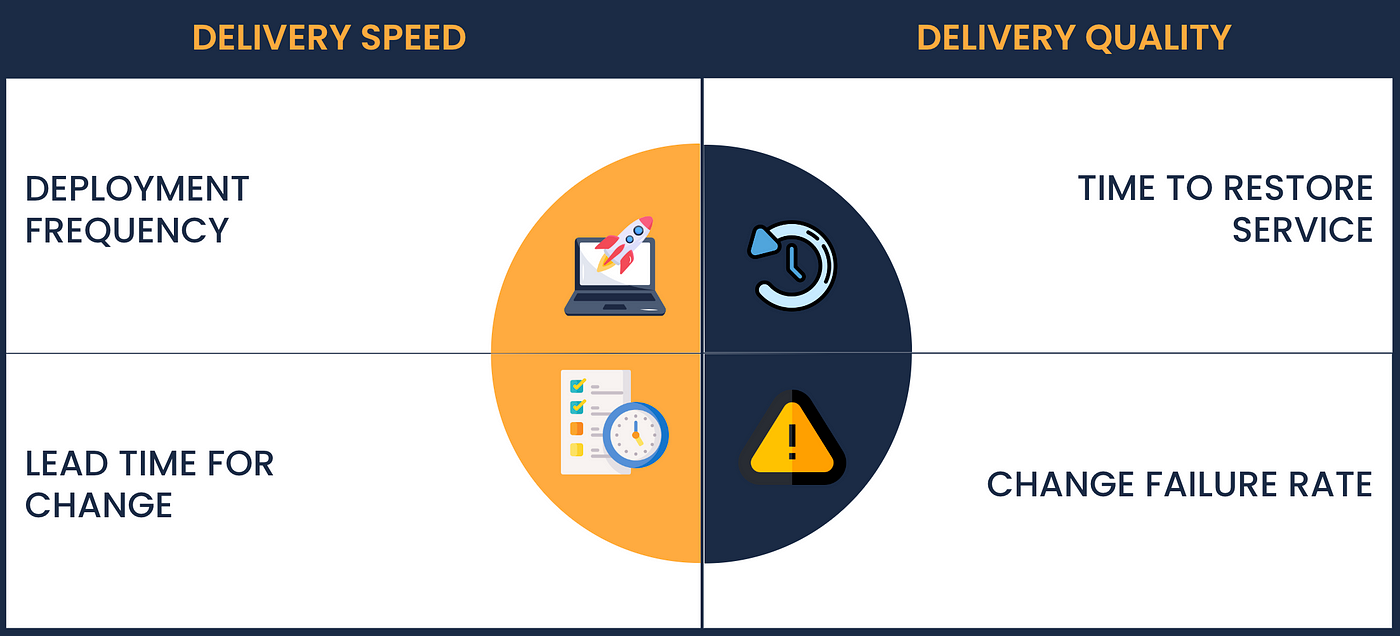 DELIVERY SPEED
DELIVERY QUALITY
DEPLOYMENT
FREQUENCY
TIME TO RESTORE
SERVICE
LEAD TIME FOR
CHANGE
CHANGE FAILURE RATE